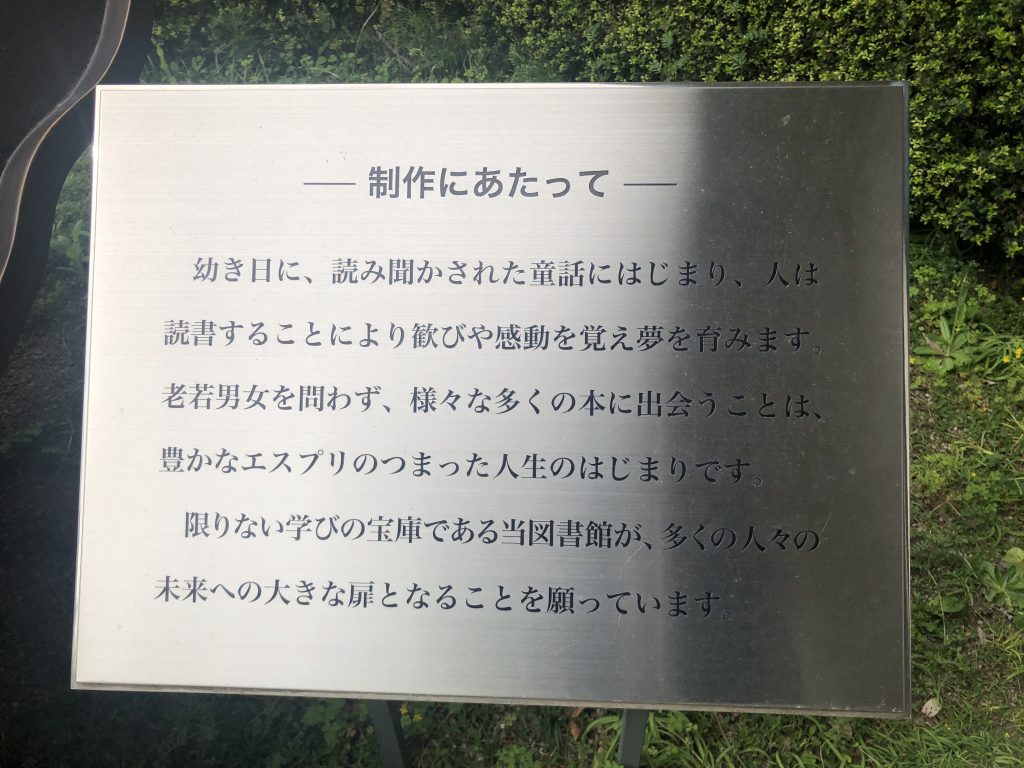 ― 制作にあたって ―
幼き日に、読み聞かされた童話にはじまり、人は
読書することにより歓びや感動を覚え夢を育みます。
老若男女を問わず、様々な多くの本に出会うことは、
豊かなエスプリのつまった人生のはじまりです。
限りない学びの宝庫である当図書館が、多くの人々の
未来への大きな扉となることを願っています。